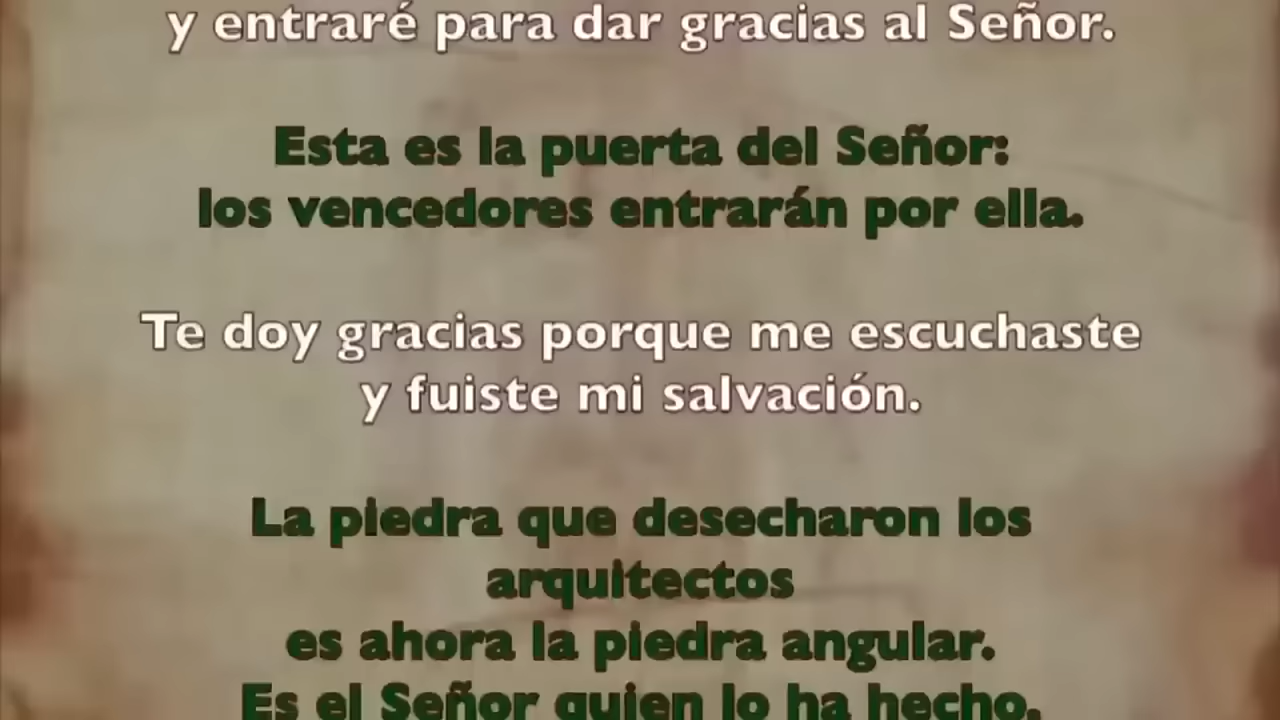 y entraré para dar gracias al Señor.
Esta es la puerta del Señor:
los vencedores entrarán por ella.
Te doy gracias porque me escuchaste
y fuiste mi salvación.
La piedra que desecharon los
arquitectos
es ahora la piedra angular.
Es el Señor quien lo ha hecho.